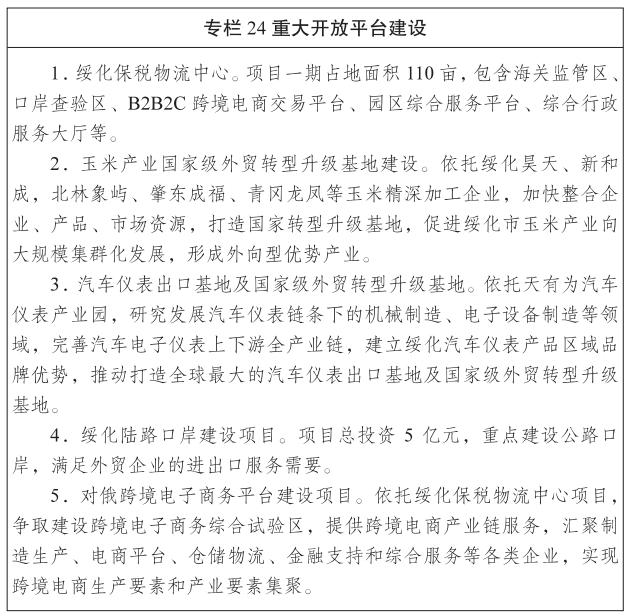 专栏 24 重大开放平台建设
1. 绥化保税物流中心。项目一期占地面积 110 亩，包含海关监管区、
口岸查验区、B2B2C 跨境电商交易平台、园区综合服务平台、综合行政
服务大厅等。
2. 玉米产业国家级外贸转型升级基地建设。依托绥化昊天、新和
成，北林象屿、肇东成福、青冈龙凤等玉米精深加工企业，加快整合企
业、产品、市场资源，打造国家转型升级基地，促进绥化市玉米产业向
大规模集群化发展，形成外向型优势产业。
3. 汽车仪表出口基地及国家级外贸转型升级基地。依托天有为汽车
仪表产业园，研究发展汽车仪表链条下的机械制造、电子设备制造等领
域，完善汽车电子仪表上下游全产业链，建立绥化汽车仪表产品区域品
牌优势，推动打造全球最大的汽车仪表出口基地及国家级外贸转型升级
基地。
4. 绥化陆路口岸建设项目。项目总投资 5 亿元，重点建设公路口
岸，满足外贸企业的进出口服务需要。
5. 对俄跨境电子商务平台建设项目。依托绥化保税物流中心项目，
争取建设跨境电子商务综合试验区，提供跨境电商产业链服务，汇聚制
造生产、电商平台、仓储物流、金融支持和综合服务等各类企业，实现
跨境电商生产要素和产业要素集聚。